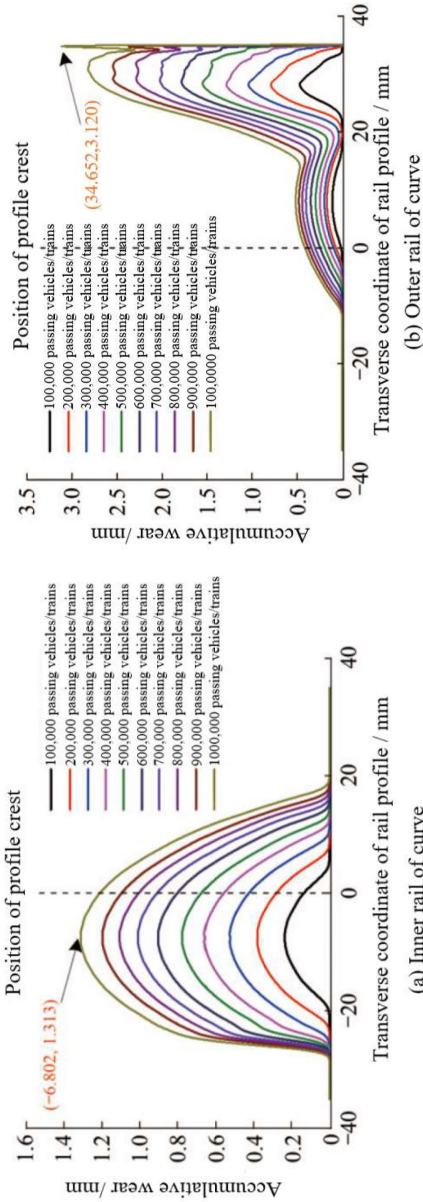 Position of profile crest
(−6.802, 1.313)
100,000 passing vehicles/trains
200,000 passing vehicles/trains
300,000 passing vehicles/trains
400,000 passing vehicles/trains
500,000 passing vehicles/trains
600,000 passing vehicles/trains
700,000 passing vehicles/trains
800,000 passing vehicles/trains
900,000 passing vehicles/trains
1000,000 passing vehicles/trains
Accumulative wear /mm
1.6
1.4
1.2
1.0
0.8
0.6
0.4
0.2
0
−40
−20
0
20
40
Transverse coordinate of rail profile / mm
(a) Inner rail of curve
Position of profile crest
100,000 passing vehicles/trains
200,000 passing vehicles/trains
300,000 passing vehicles/trains
400,000 passing vehicles/trains
500,000 passing vehicles/trains
600,000 passing vehicles/trains
700,000 passing vehicles/trains
800,000 passing vehicles/trains
900,000 passing vehicles/trains
100,0000 passing vehicles/trains
(34.652,3.120)
Accumulative wear /mm
3.5
3.0
2.5
2.0
1.5
1.0
0.5
0
−40
−20
0
20
40
Transverse coordinate of rail profile / mm
(b) Outer rail of curve